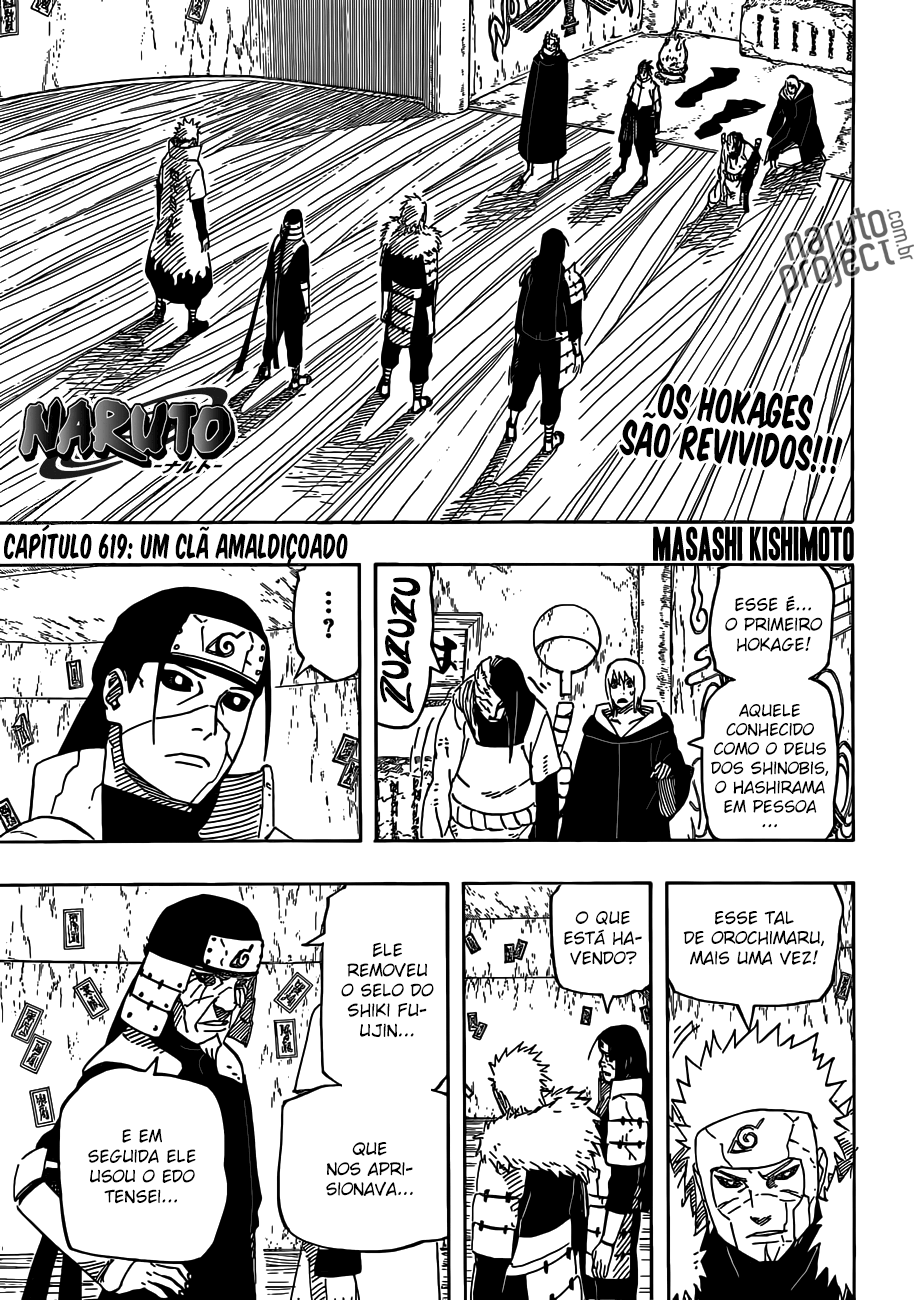 naruto
project.com.br
NARUTO
-ナルト-
OS HOKAGES
SÃO REVIVIDOS!!!
CAPÍTULO 619: UM CLÃ AMALDIÇOADO
MASASHI KISHIMOTO
ESSE É...
O PRIMEIRO
HOKAGE!
AQUELE
CONHECIDO
COMO O DEUS
DOS SHINOBIS,
O HASHIRAMA
EM PESSOA
...
ZUZUZU
...?
ESSE TAL
DE OROCHIMARU,
MAIS UMA VEZ!
O QUE
ESTÁ HA-
VENDO?
ELE
REMOVEU
O SELO DO
SHIKI FU-
UJIN...
QUE
NOS APRI-
SIONAVA...
E EM
SEGUIDA ELE
USOU O EDO
TENSEI...